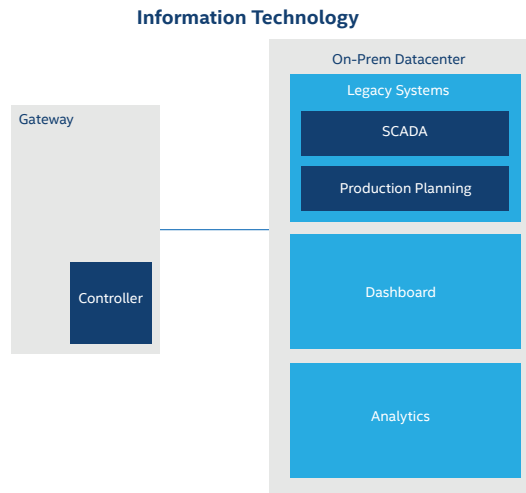 Information Technology
On-Prem Datacenter
Legacy Systems
SCADA
Production Planning
Gateway
Controller
Dashboard
Analytics